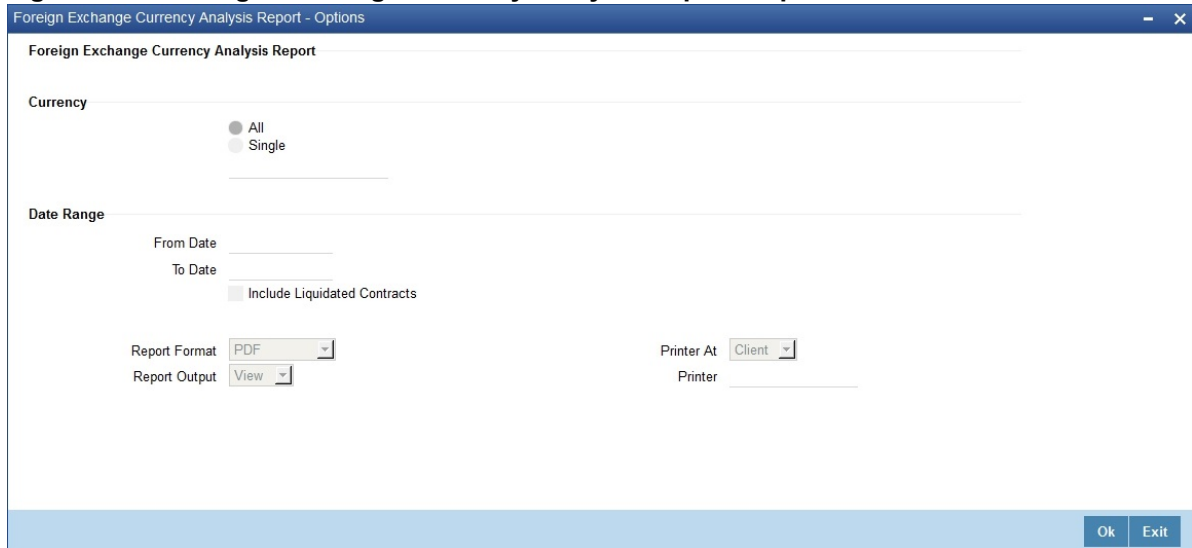 Foreign Exchange Currency Analysis Report - Options
Foreign Exchange Currency Analysis Report
Currency
All
Single
Date Range
From Date
To Date
Include Liquidated Contracts
Report Format PDF Printer At Client
Report Output View Printer
Ok Exit